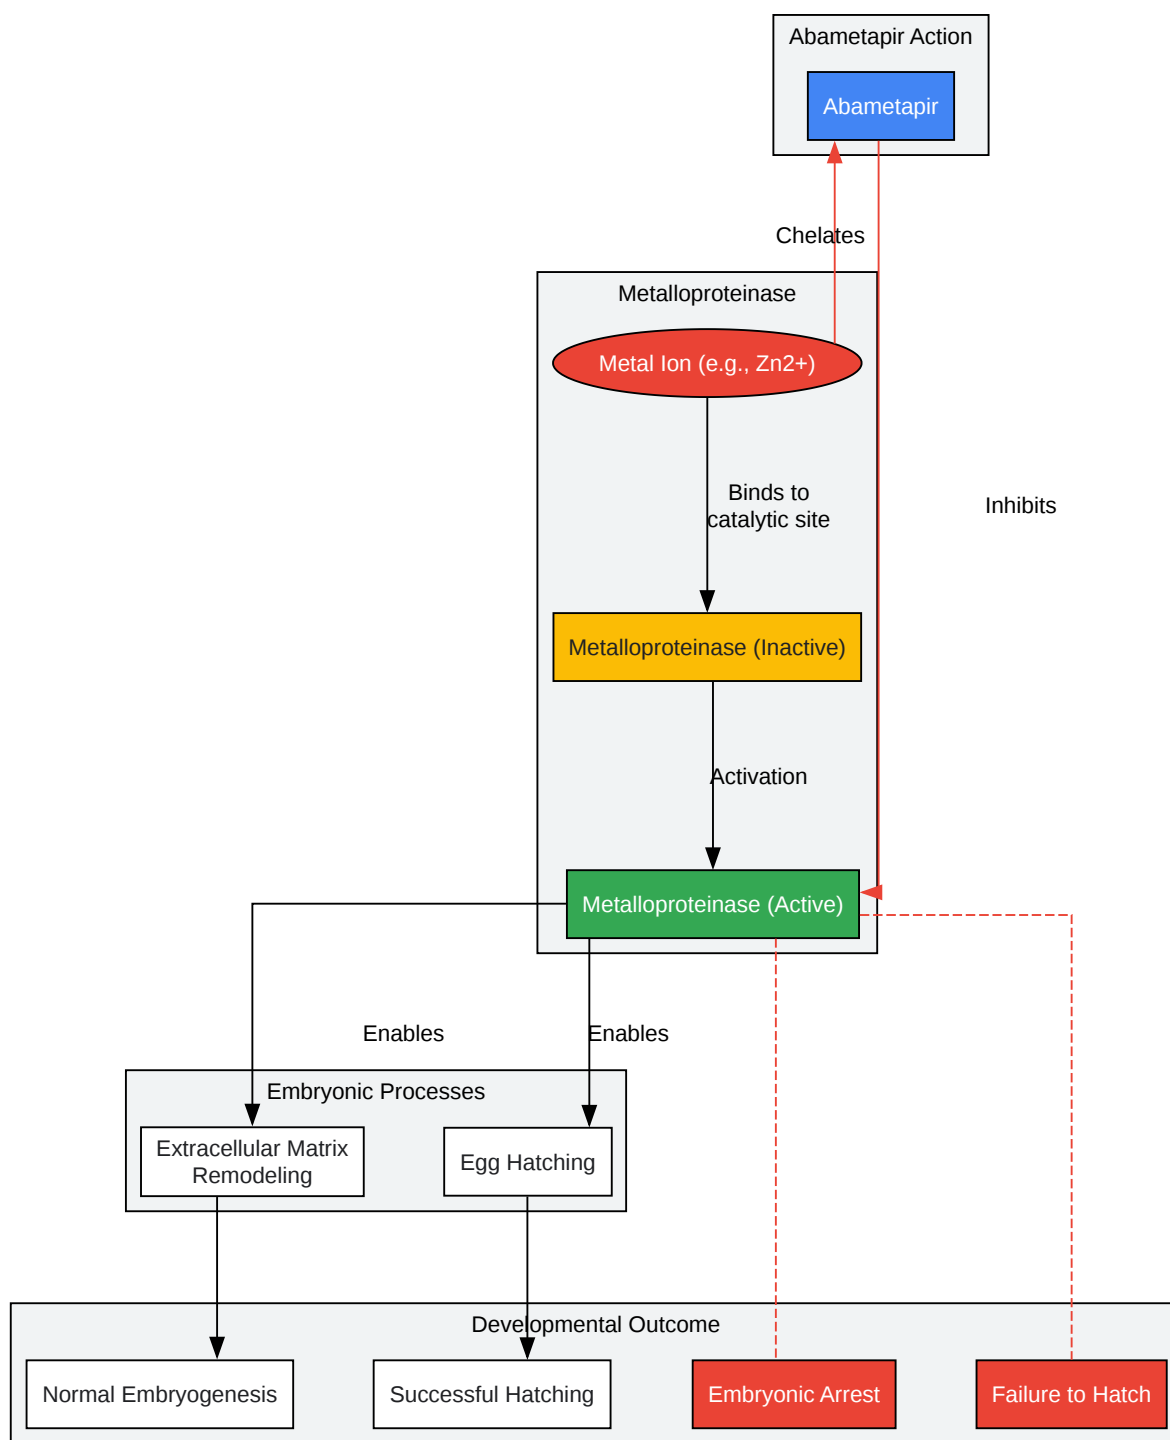 Abametapir Action
Abametapir
Chelates
Metalloproteinase
Metal Ion (e.g., Zn2+)
Binds to
catalytic site
Inhibits
Metalloproteinase (Inactive)
Activation
Metalloproteinase (Active)
Enables
Enables
Embryonic Processes
Extracellular Matrix
Remodeling
Egg Hatching
Developmental Outcome
Normal Embryogenesis
Successful Hatching
Embryonic Arrest
Failure to Hatch